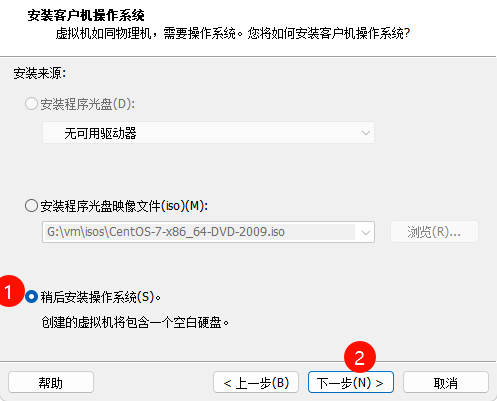 安装客户机操作系统
虚拟机如同物理机，需要操作系统。您将如何安装客户机操作系统?
安装来源:
安装程序光盘(D):
无可用驱动器
安装程序光盘映像文件(iso)(M):
G:\vm\isos\CentOS-7-x86_64-DVD-2009.iso
浏览(R)...
1
稍后安装操作系统(S)。
创建的虚拟机将包含一个空白硬盘。
2
帮助
< 上一步(B)
下一步(N) >
取消